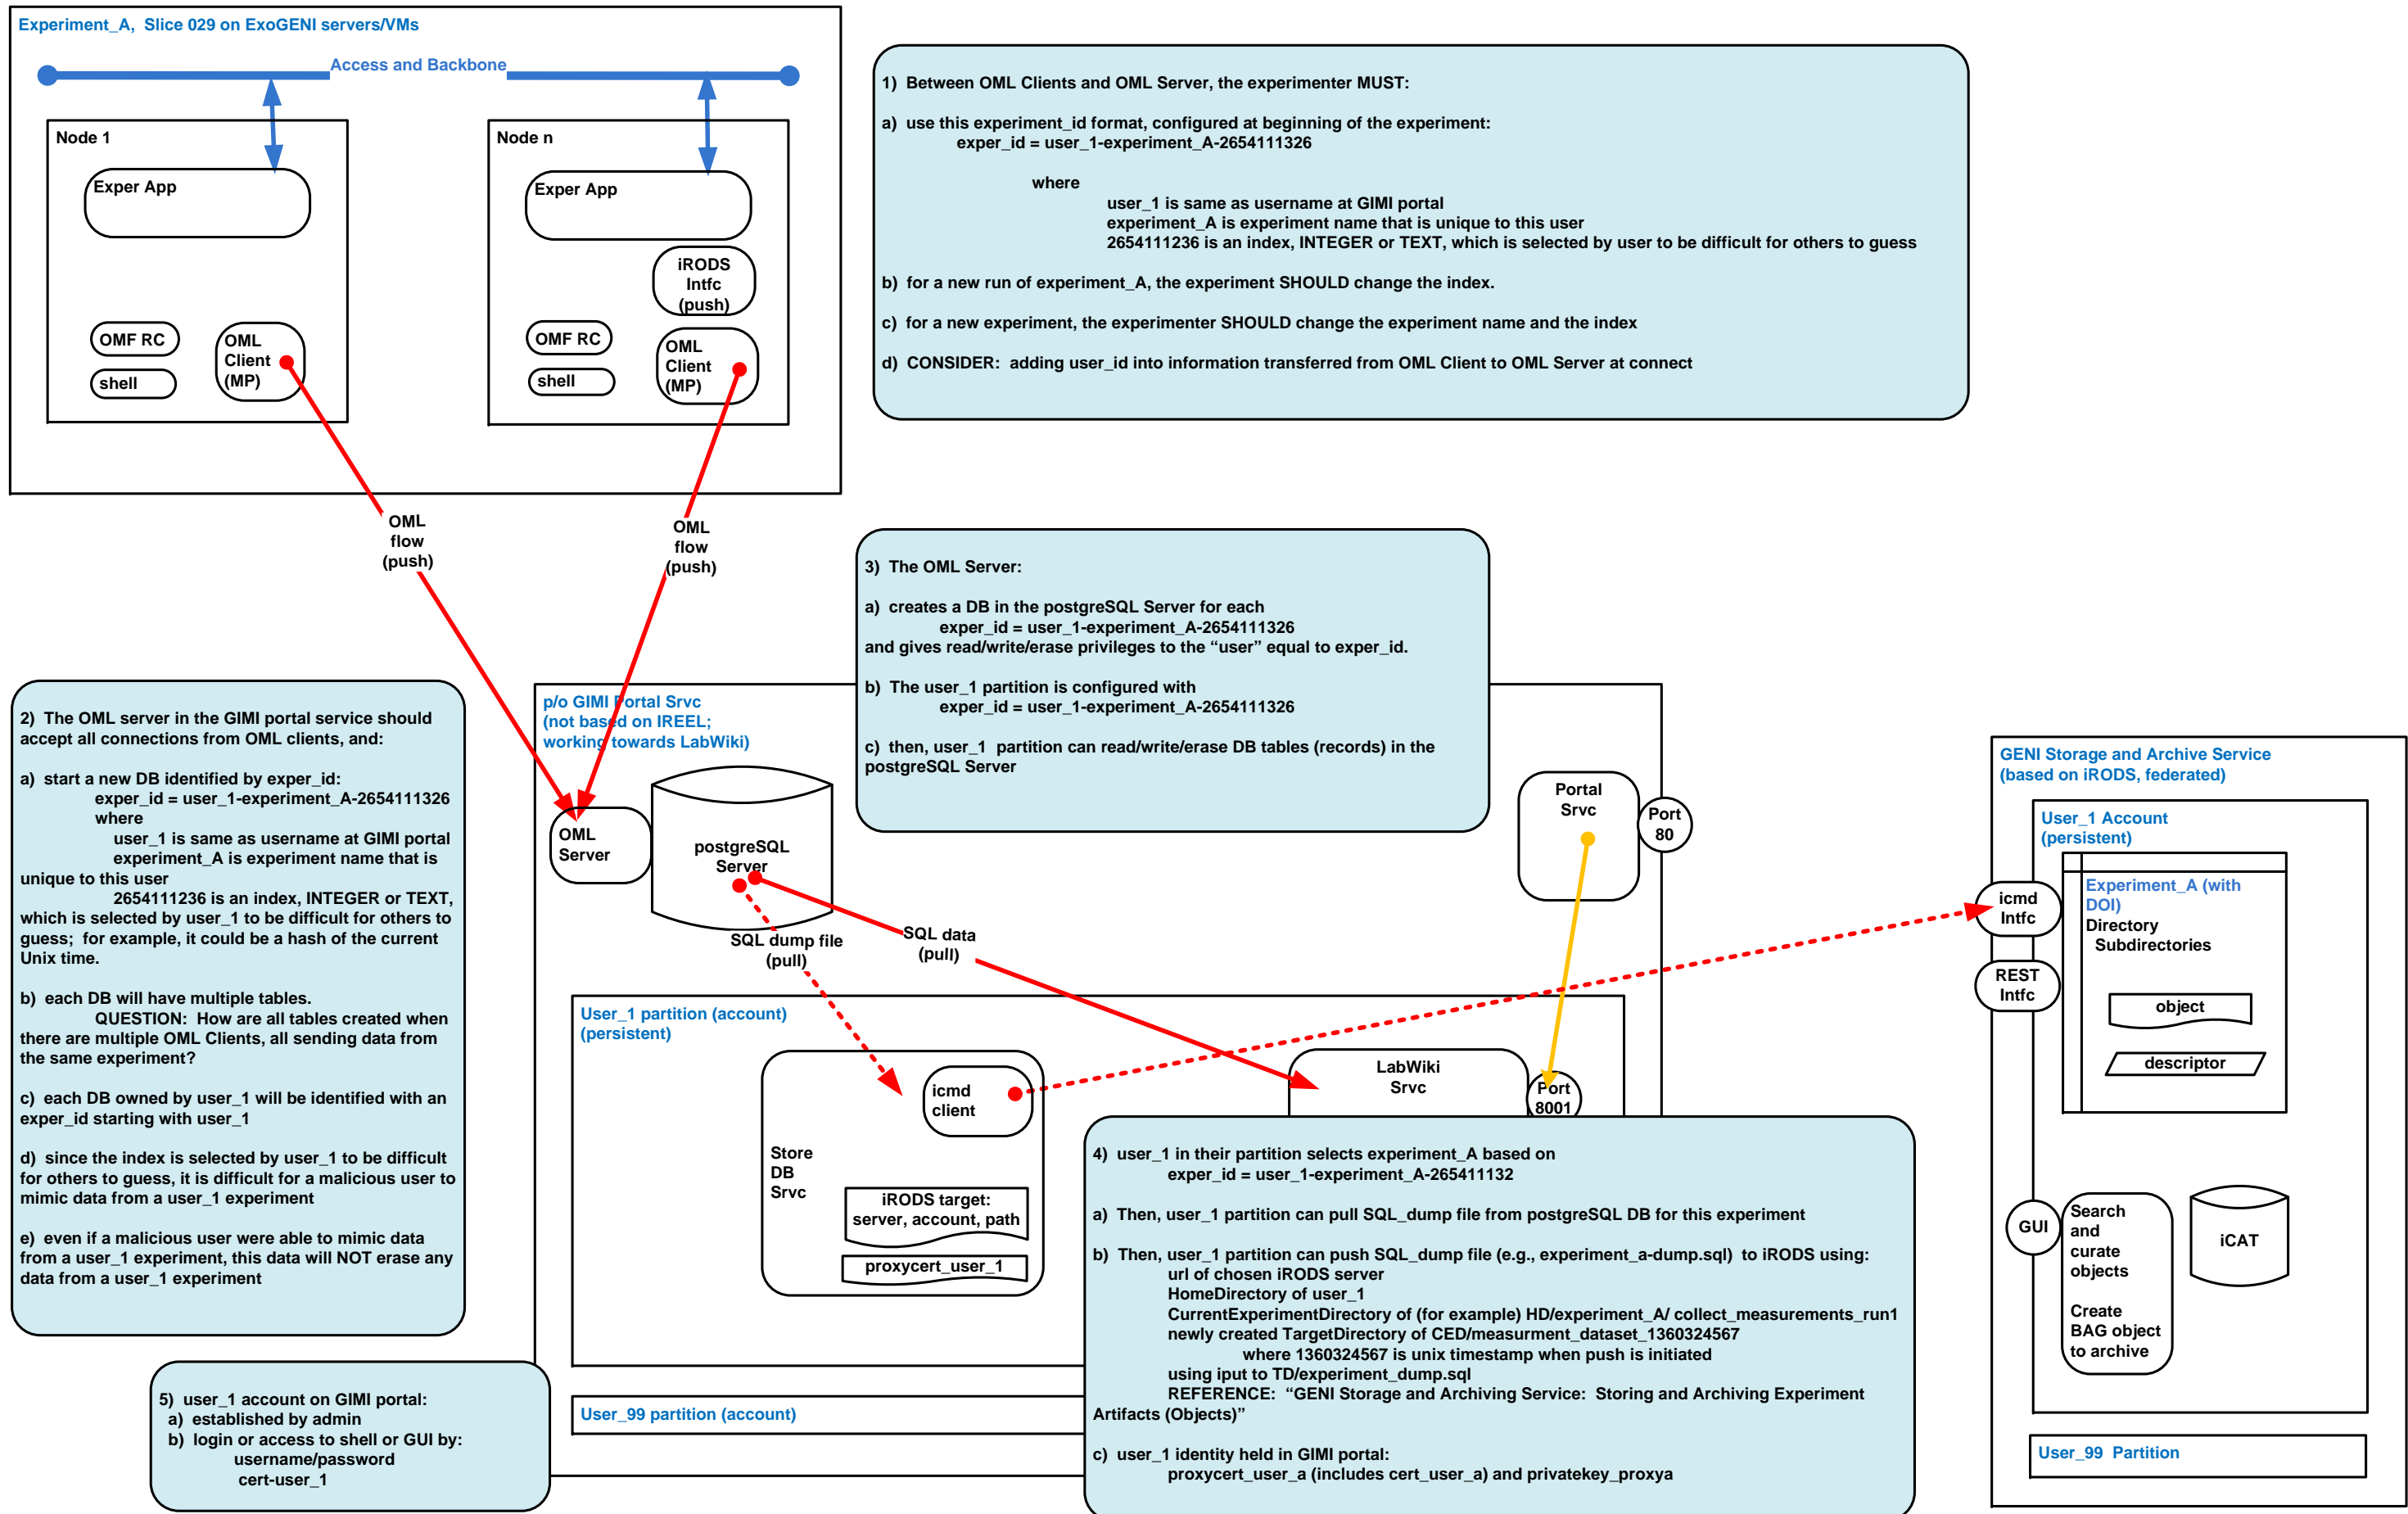 Experiment_A,  Slice 029 on ExoGENI servers/VMs
Access and Backbone
Node 1
Exper App
OMF RC
shell
OML
Client
(MP)
Node n
Exper App
iRODS
Intfc
(push)
OMF RC
shell
OML
Client
(MP)
OML
flow
(push)
OML
flow
(push)
1)  Between OML Clients and OML Server, the experimenter MUST:
a)  use this experiment_id format, configured at beginning of the experiment:
exper_id = user_1-experiment_A-2654111326
where
user_1 is same as username at GIMI portal
experiment_A is experiment name that is unique to this user
2654111236 is an index, INTEGER or TEXT, which is selected by user to be difficult for others to guess
b)  for a new run of experiment_A, the experiment SHOULD change the index.
c)  for a new experiment, the experimenter SHOULD change the experiment name and the index
d)  CONSIDER:  adding user_id into information transferred from OML Client to OML Server at connect
2)  The OML server in the GIMI portal service should
accept all connections from OML clients, and:
a)  start a new DB identified by exper_id:
exper_id = user_1-experiment_A-2654111326
where
user_1 is same as username at GIMI portal
experiment_A is experiment name that is
unique to this user
2654111236 is an index, INTEGER or TEXT,
which is selected by user_1 to be difficult for others to
guess;  for example, it could be a hash of the current
Unix time.
b)  each DB will have multiple tables.
QUESTION:  How are all tables created when
there are multiple OML Clients, all sending data from
the same experiment?
c)  each DB owned by user_1 will be identified with an
exper_id starting with user_1
d)  since the index is selected by user_1 to be difficult
for others to guess, it is difficult for a malicious user to
mimic data from a user_1 experiment
e)  even if a malicious user were able to mimic data
from a user_1 experiment, this data will NOT erase any
data from a user_1 experiment
3)  The OML Server:
a)  creates a DB in the postgreSQL Server for each
exper_id = user_1-experiment_A-2654111326
and gives read/write/erase privileges to the “user” equal to exper_id.
b)  The user_1 partition is configured with
exper_id = user_1-experiment_A-2654111326
c)  then, user_1  partition can read/write/erase DB tables (records) in the
postgreSQL Server
p/o GIMI Portal Srvc
(not based on IREEL;
working towards LabWiki)
OML
Server
postgreSQL
Server
Portal
Srvc
Port
80
SQL dump file
(pull)
SQL data
(pull)
User_1 partition (account)
(persistent)
Store
DB
Srvc
icmd
client
iRODS target:
server, account, path
proxycert_user_1
LabWiki
Srvc
Port
8001
User_99 partition (account)
4)  user_1 in their partition selects experiment_A based on
exper_id = user_1-experiment_A-265411132
a)  Then, user_1 partition can pull SQL_dump file from postgreSQL DB for this experiment
b)  Then, user_1 partition can push SQL_dump file (e.g., experiment_a-dump.sql)  to iRODS using:
url of chosen iRODS server
HomeDirectory of user_1
CurrentExperimentDirectory of (for example) HD/experiment_A/ collect_measurements_run1
newly created TargetDirectory of CED/measurment_dataset_1360324567
where 1360324567 is unix timestamp when push is initiated
using iput to TD/experiment_dump.sql
REFERENCE:  “GENI Storage and Archiving Service:  Storing and Archiving Experiment
Artifacts (Objects)”
c)  user_1 identity held in GIMI portal:
proxycert_user_a (includes cert_user_a) and privatekey_proxya
5)  user_1 account on GIMI portal:
a)  established by admin
b)  login or access to shell or GUI by:
username/password
cert-user_1
GENI Storage and Archive Service
(based on iRODS, federated)
User_1 Account
(persistent)
icmd
Intfc
REST
Intfc
Experiment_A (with
DOI)
Directory
Subdirectories
object
descriptor
GUI
Search
and
curate
objects
Create
BAG object
to archive
iCAT
User_99  Partition